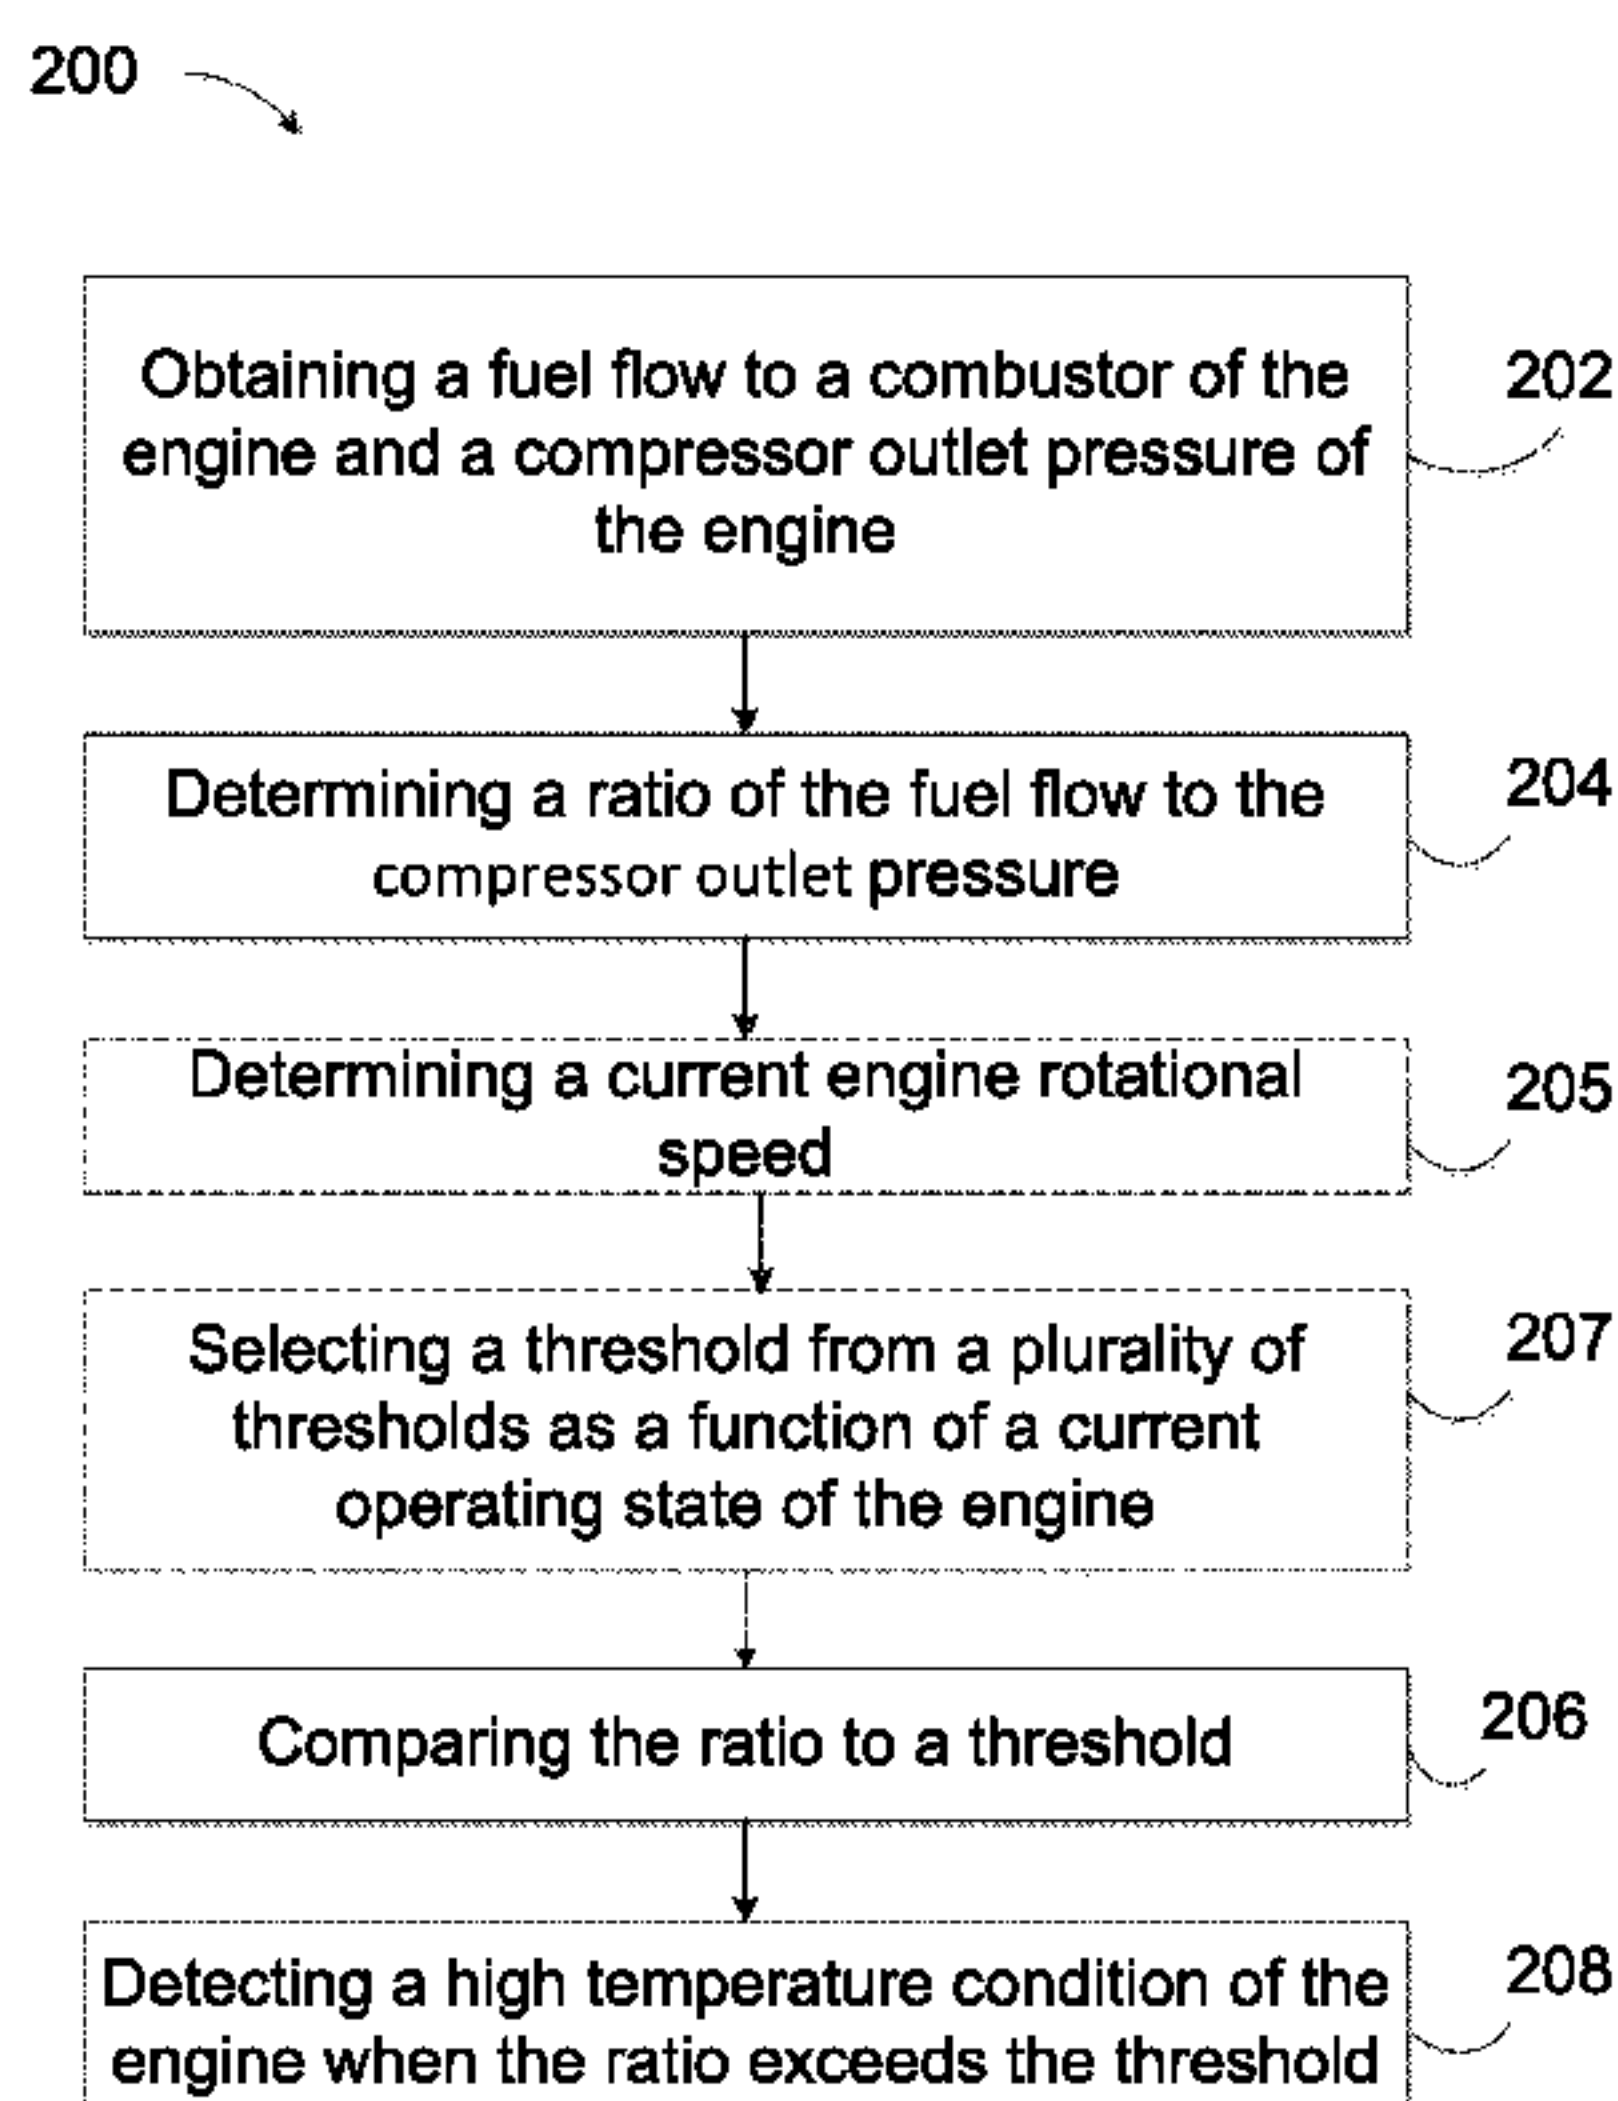 200
Obtaining a fuel flow to a combustor of the
engine and a compressor outlet pressure of
the engine
202
Determining a ratio of the fuel flow to the
compressor outlet pressure
204
Determining a current engine rotational
speed
205
Selecting a threshold from a plurality of
thresholds as a function of a current
operating state of the engine
207
Comparing the ratio to a threshold
206
Detecting a high temperature condition of the
engine when the ratio exceeds the threshold
208